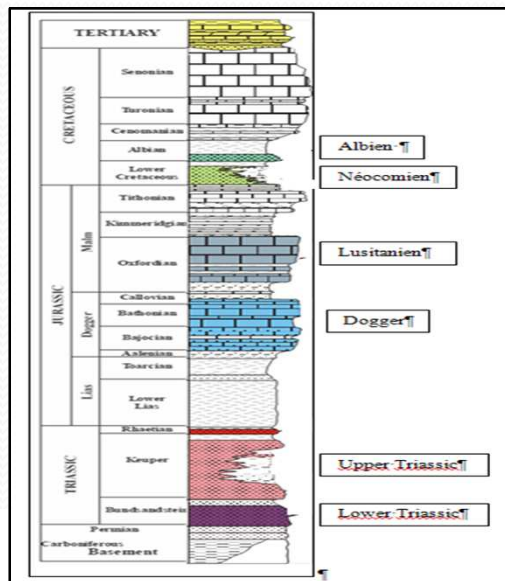 TERTIARY
CRETACEOUS
Senonian
Turonian
Cenomanian
Albian
Lower
Cretaceous
JURASSIC
Malm
Tithonian
Kimmeridgian
Oxfordian
Dogger
Callovian
Bathonian
Bajocian
Aalenian
Lias
Toarcian
Lower
Lias
TRIASSIC
Rhaetian
Keuper
Bundsandstein
Permian
Carboniferous
Basement
Albien·¶
Néocomien¶
Lusitanien¶
Dogger¶
Upper·Triassic¶
Lower·Triassic¶
¶